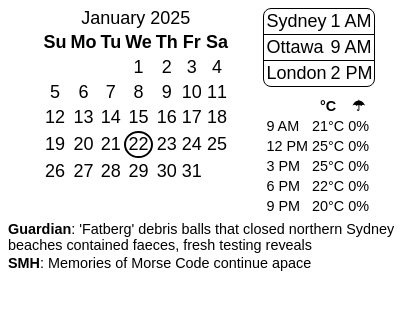 January 2025
Su Mo Tu We Th Fr Sa
1 2 3 4
5 6 7 8 9 10 11
12 13 14 15 16 17 18
19 20 21 22 23 24 25
26 27 28 29 30 31
Sydney 1 AM
Ottawa 9 AM
London 2 PM
°C ☂
9 AM 21°C 0%
12 PM 25°C 0%
3 PM 25°C 0%
6 PM 22°C 0%
9 PM 20°C 0%
Guardian: 'Fatberg' debris balls that closed northern Sydney
beaches contained faeces, fresh testing reveals
SMH: Memories of Morse Code continue apace